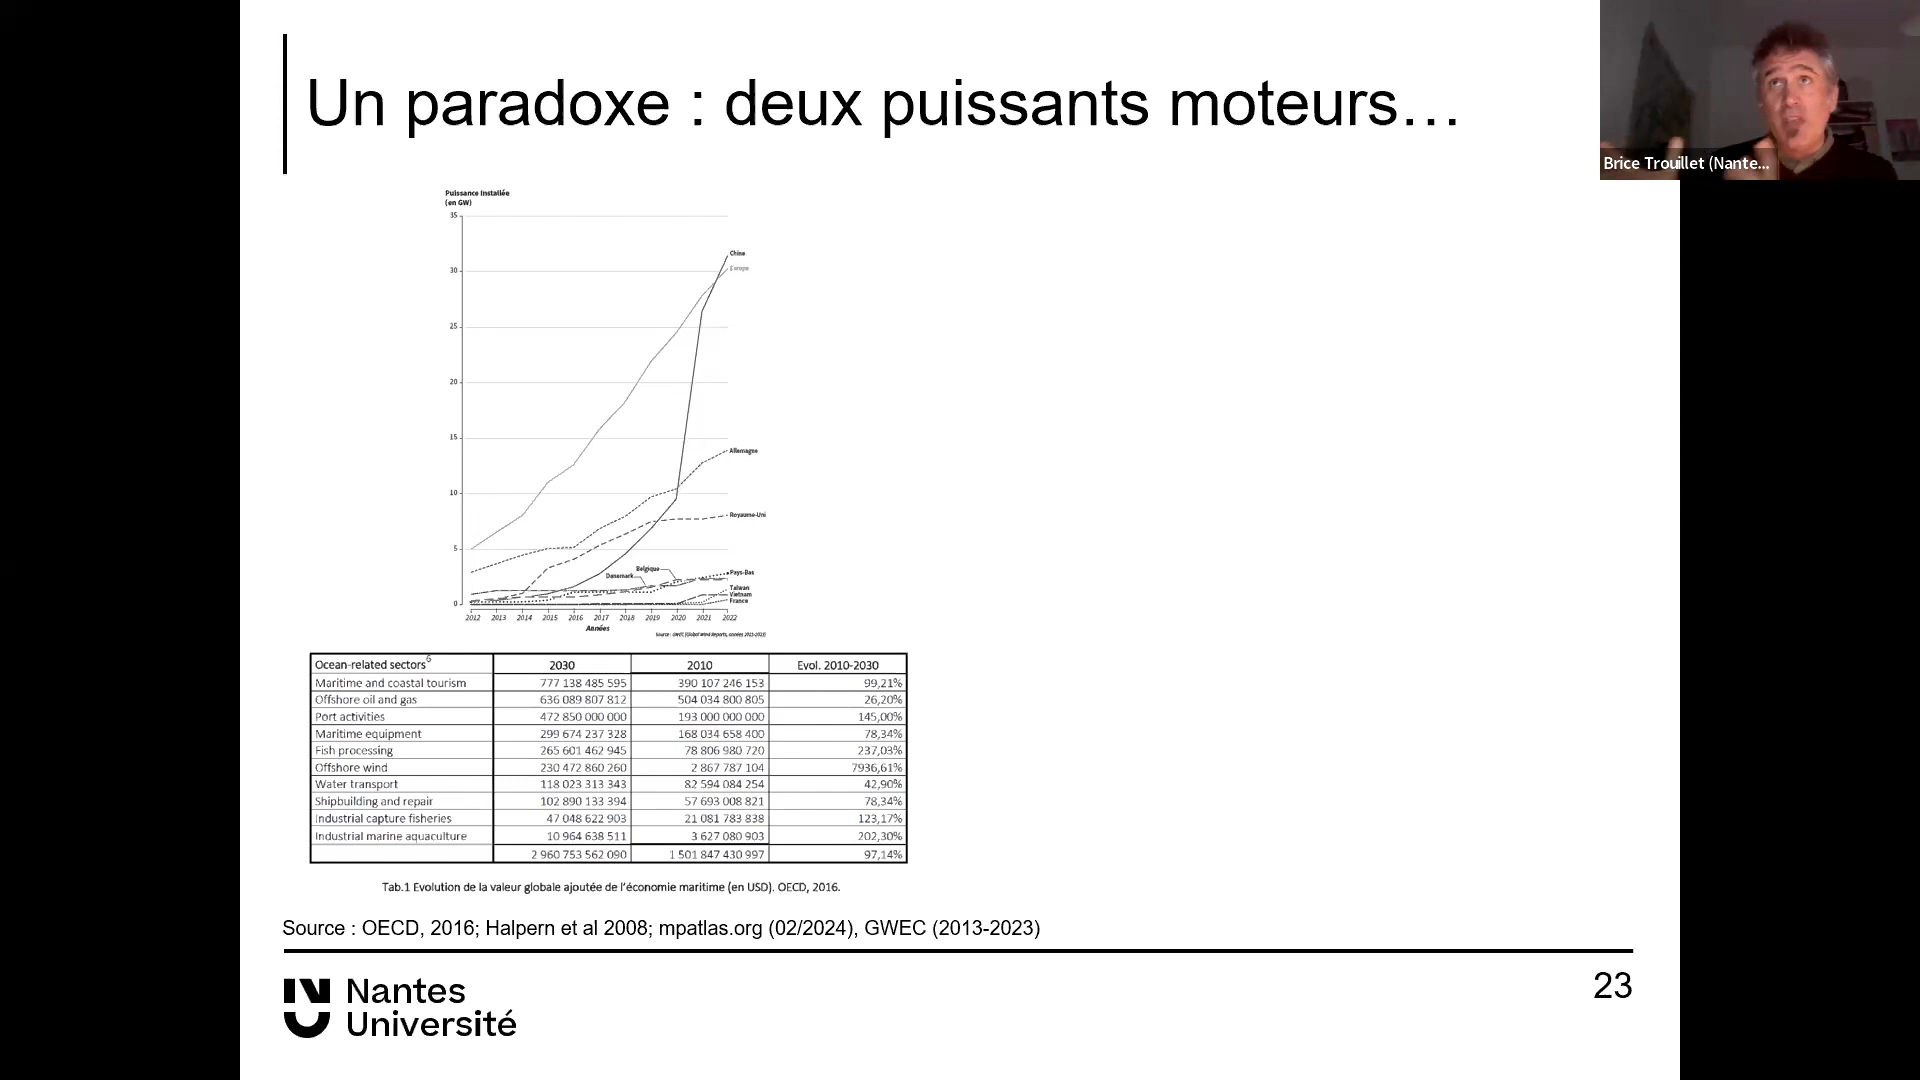 Un paradoxe : deux puissants moteurs…
Brice Trouillet (Nante...
Puissance Installée
(en GW)
35
30
25
20
15
10
5
0
Chine
Europe
Allemagne
Royaume-Uni
Belgique
Danemark
Pays-Bas
Taïwan
Vietnam
France
2012 2013 2014 2015 2016 2017 2018 2019 2020 2021 2022
Années
Source : GWEC (Global Wind Reports, années 2013-2023)
Ocean-related sectors6 2030 2010 Evol. 2010-2030
Maritime and coastal tourism 777 138 485 595 390 107 246 153 99,21%
Offshore oil and gas 636 089 807 812 504 034 800 805 26,20%
Port activities 472 850 000 000 193 000 000 000 145,00%
Maritime equipment 299 674 237 328 168 034 658 400 78,34%
Fish processing 265 601 462 945 78 806 980 720 237,03%
Offshore wind 230 472 860 260 2 867 787 104 7936,61%
Water transport 118 023 313 343 82 594 084 254 42,90%
Shipbuilding and repair 102 890 133 394 57 693 008 821 78,34%
Industrial capture fisheries 47 048 622 903 21 081 783 838 123,17%
Industrial marine aquaculture 10 964 638 511 3 627 080 903 202,30%
2 960 753 562 090 1 501 847 430 997 97,14%
Tab.1 Evolution de la valeur globale ajoutée de l'économie maritime (en USD). OECD, 2016.
Source : OECD, 2016; Halpern et al 2008; mpatlas.org (02/2024), GWEC (2013-2023)
Nantes
Université
23